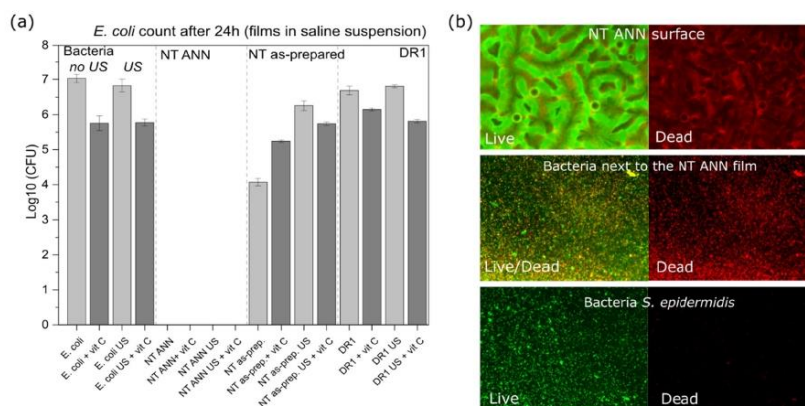 (a)
E. coli count after 24h (films in saline suspension)
Bacteria
no US US
NT ANN
NT as-prepared
DR1
Log10 (CFU)
8
7
6
5
4
3
2
1
0
E. coli
E. coli + vit C
E. coli US
E. coli US + vit C
NT ANN
NT ANN+ vit C
NT ANN US
NT ANN US + vit C
NT as-prep.
NT as-prep.+ vit C
NT as-prep. US
NT as-prep. US + vit C
DR1
DR1 + vit C
DR1 US
DR1 US + vit C
(b)
NT ANN surface
Live
Dead
Bacteria next to the NT ANN film
Live/Dead
Dead
Bacteria S. epidermidis
Live
Dead